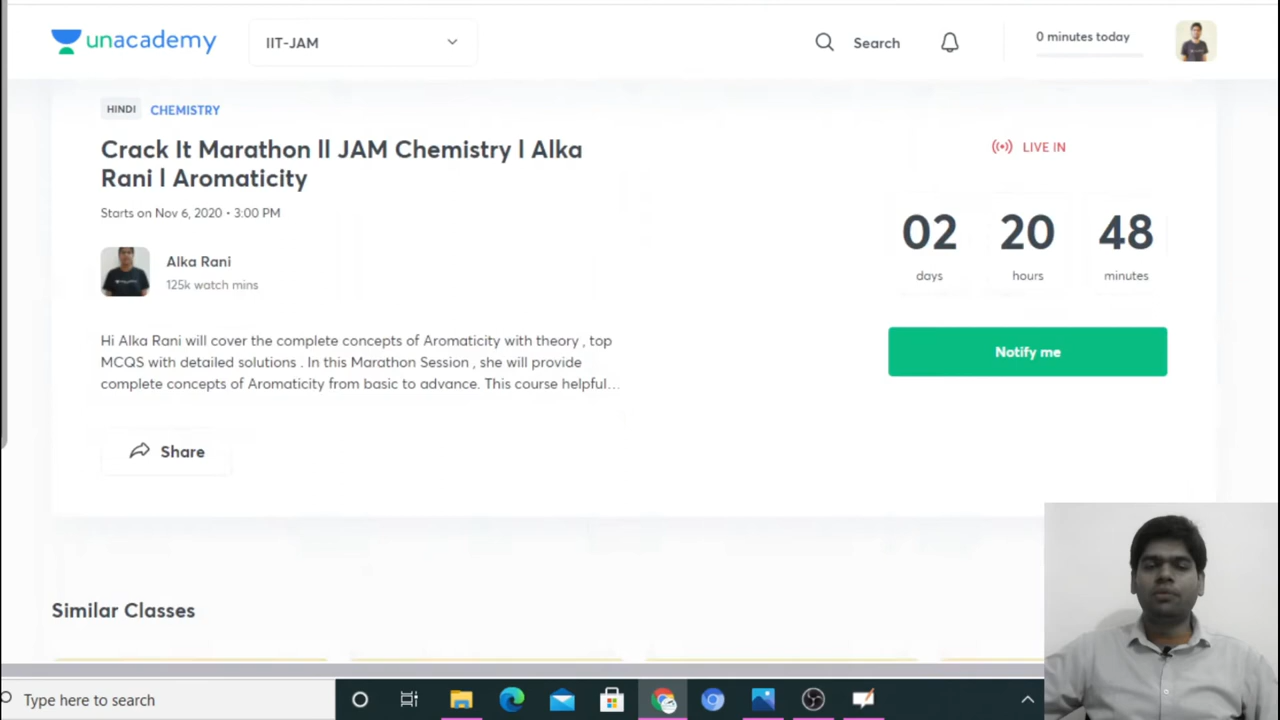 unacademy
IIT-JAM
Search
0 minutes today
HINDI CHEMISTRY
Crack It Marathon ll JAM Chemistry l Alka
Rani l Aromaticity
Starts on Nov 6, 2020 • 3:00 PM
Alka Rani
125k watch mins
Hi Alka Rani will cover the complete concepts of Aromaticity with theory , top
MCQS with detailed solutions . In this Marathon Session , she will provide
complete concepts of Aromaticity from basic to advance. This course helpful...
Share
LIVE IN
02 20 48
days hours minutes
Notify me
Similar Classes
Type here to search